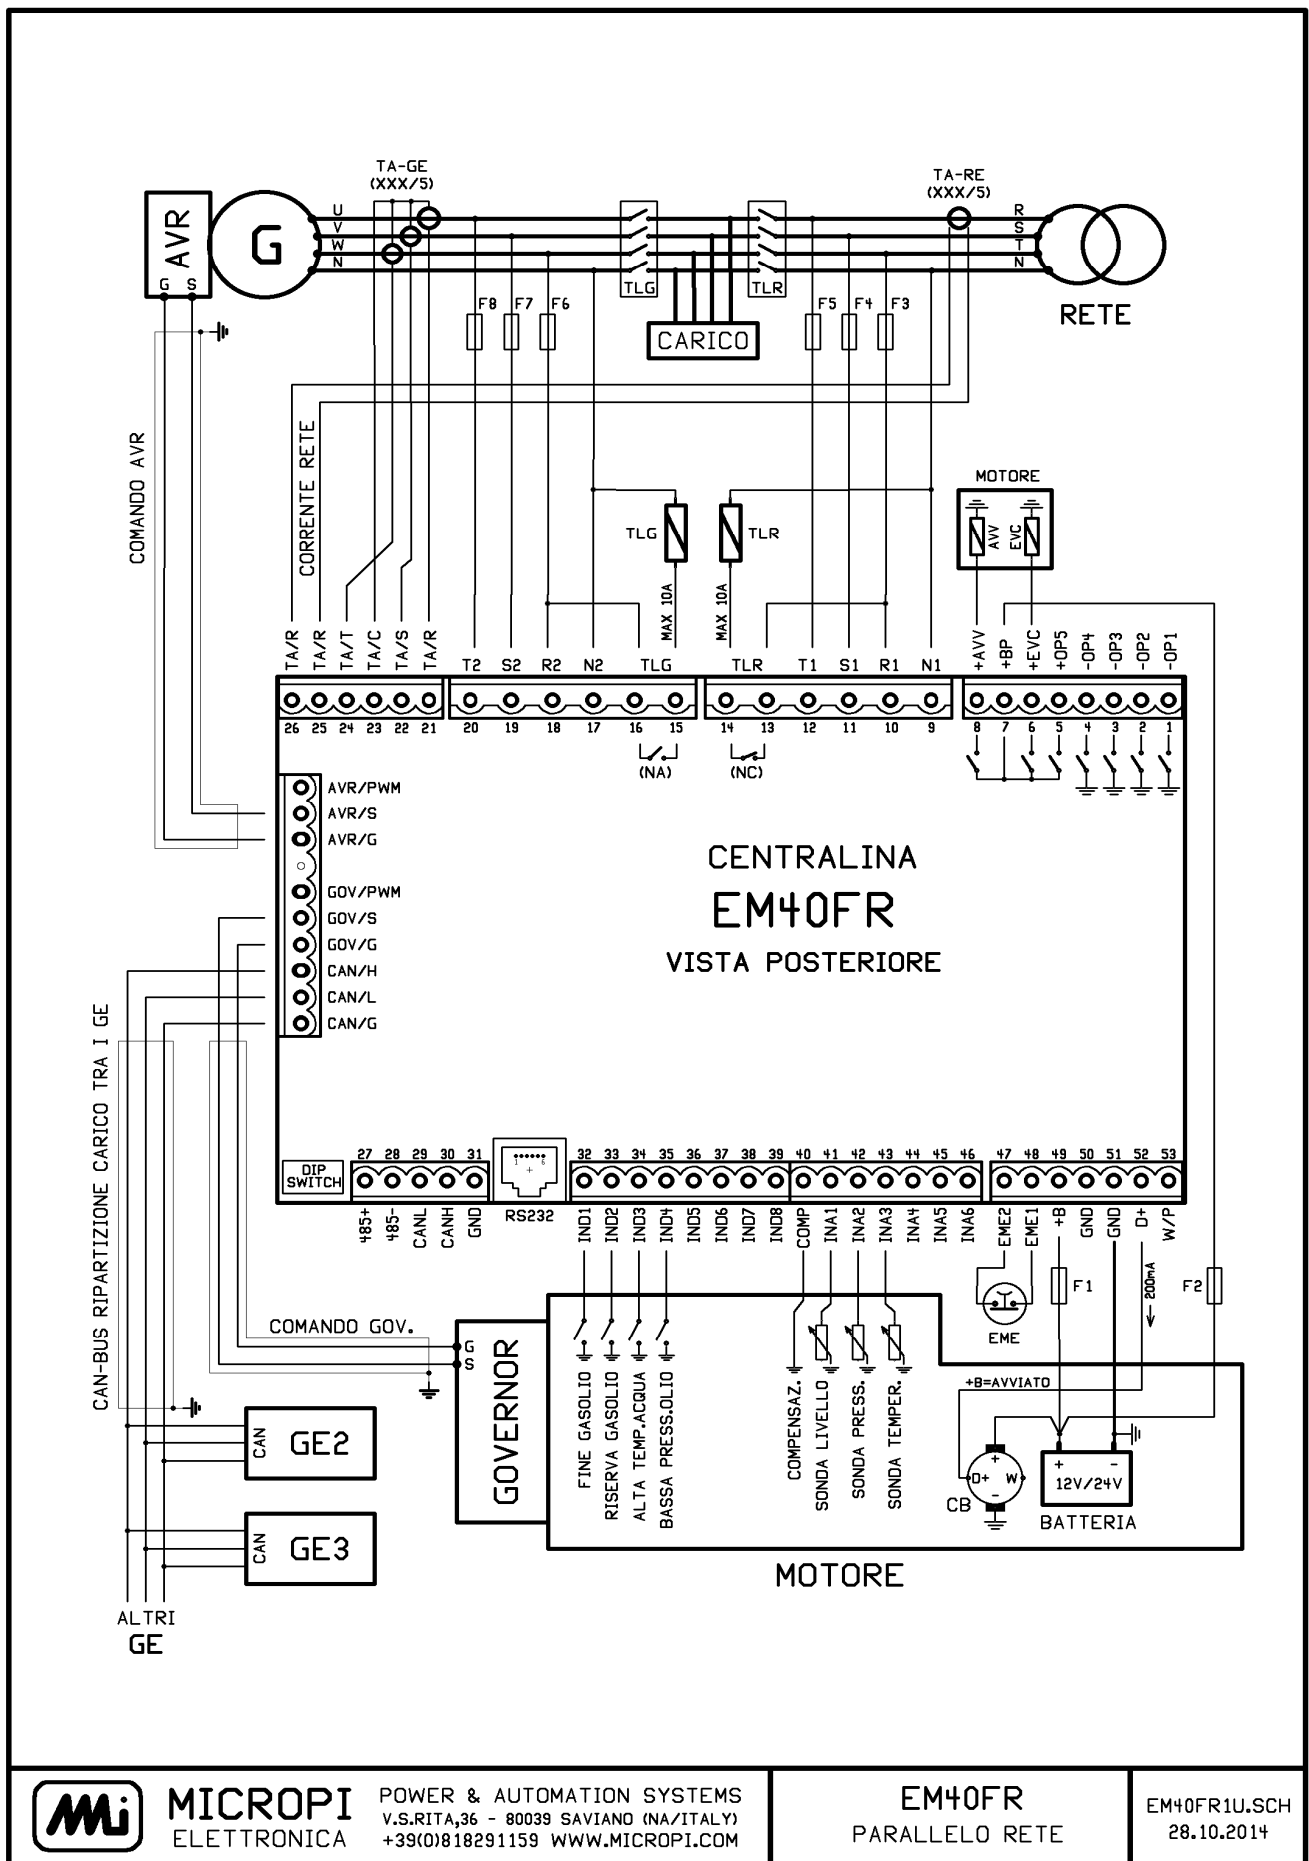 TA-GE
(XXX/5)
TA-RE
(XXX/5)
AVR
G S
G
U
V
W
N
TLG
TLR
R
S
T
N
RETE
F8 F7 F6
CARICO
F5 F4 F3
COMANDO AVR
CORRENTE RETE
TLG
TLR
MAX 10A
MAX 10A
MOTORE
AVV
EVC
TA/R
TA/R
TA/T
TA/C
TA/S
TA/R
T2 S2 R2 N2 TLG
TLR T1 S1 R1 N1
+AVV
+BP
+EVC
+OP5
-OP4
-OP3
-OP2
-OP1
26 25 24 23 22 21
20 19 18 17 16 15
14 13 12 11 10 9
8 7 6 5 4 3 2 1
(NA)
(NC)
AVR/PWM
AVR/S
AVR/G
GOV/PWM
GOV/S
GOV/G
CAN/H
CAN/L
CAN/G
CENTRALINA
EM40FR
VISTA POSTERIORE
CAN-BUS RIPARTIZIONE CARICO TRA I GE
DIP
SWITCH
27 28 29 30 31
1 6
RS232
32 33 34 35 36 37 38 39
40 41 42 43 44 45 46
47 48 49 50 51 52 53
485+
485-
CANL
CANH
GND
IND1
IND2
IND3
IND4
IND5
IND6
IND7
IND8
COMP
INA1
INA2
INA3
INA4
INA5
INA6
EME2
EME1
+B
GND
GND
D+
W/P
F1
200mA
F2
EME
COMANDO GOV.
G
S
GOVERNOR
FINE GASOLIO
RISERVA GASOLIO
ALTA TEMP.ACQUA
BASSA PRESS.OLIO
COMPENSAZ.
SONDA LIVELLO
SONDA PRESS.
SONDA TEMPER.
+B=AVVIATO
+
D+ W
-
CB
+ -
12V/24V
BATTERIA
MOTORE
CAN
GE2
CAN
GE3
ALTRI
GE
Mi
MICROPI
ELETTRONICA
POWER & AUTOMATION SYSTEMS
V.S.RITA,36 - 80039 SAVIANO (NA/ITALY)
+39(0)818291159 WWW.MICROPI.COM
EM40FR
PARALLELO RETE
EM40FR1U.SCH
28.10.2014